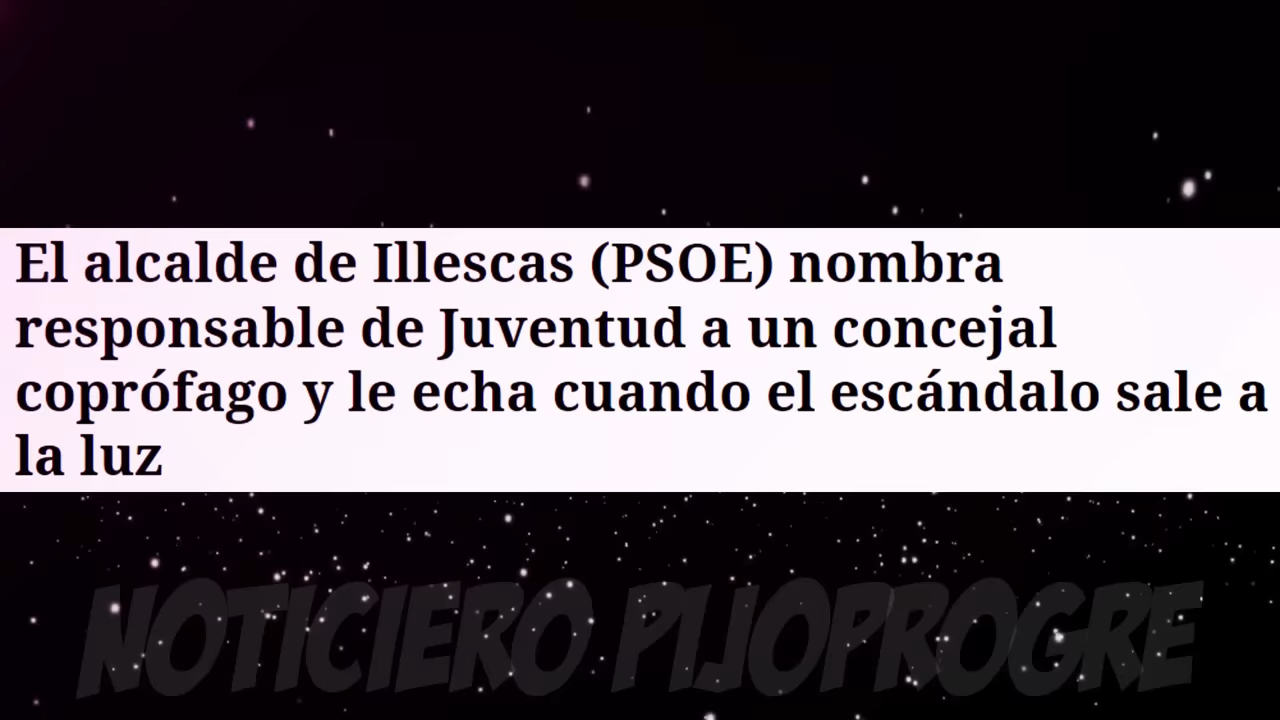 El alcalde de Illescas (PSOE) nombra
responsable de Juventud a un concejal
coprófago y le echa cuando el escándalo sale a
la luz
NOTICIERO PIJOPROGRE